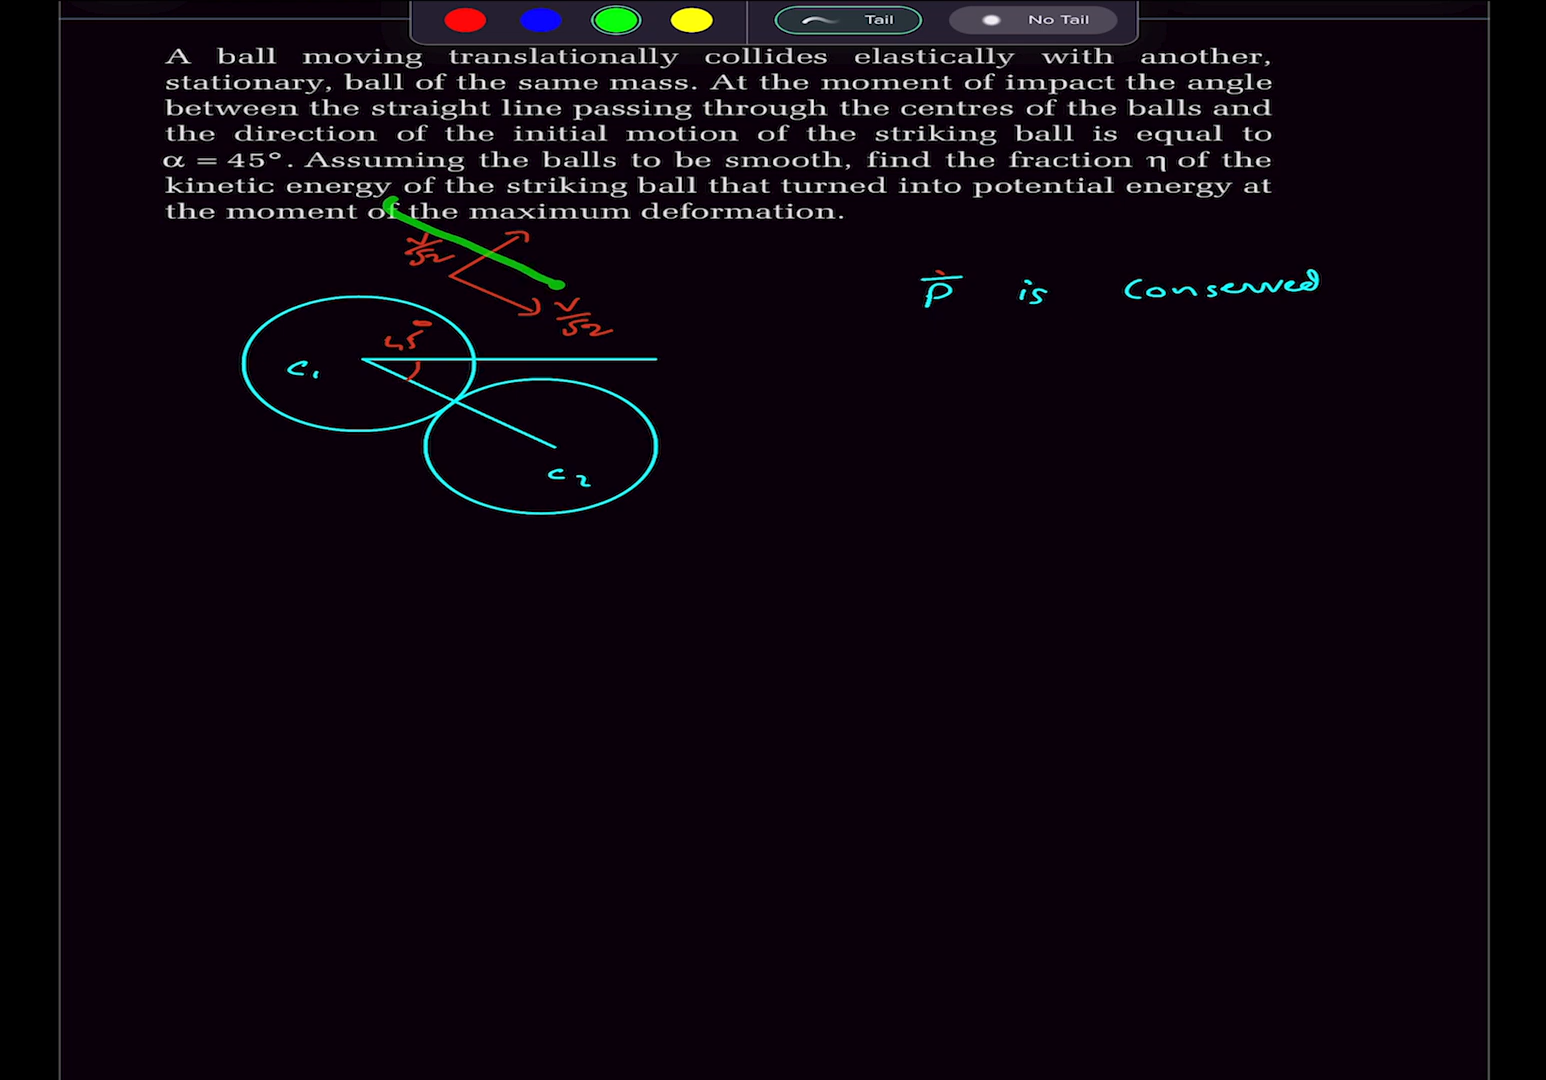 Tail No Tail
A ball moving translationally collides elastically with another,
stationary, ball of the same mass. At the moment of impact the angle
between the straight line passing through the centres of the balls and
the direction of the initial motion of the striking ball is equal to
α = 45°. Assuming the balls to be smooth, find the fraction η of the
kinetic energy of the striking ball that turned into potential energy at
the moment of the maximum deformation.
v/√2
p is conserved
v/√2
45°
C₁
C₂